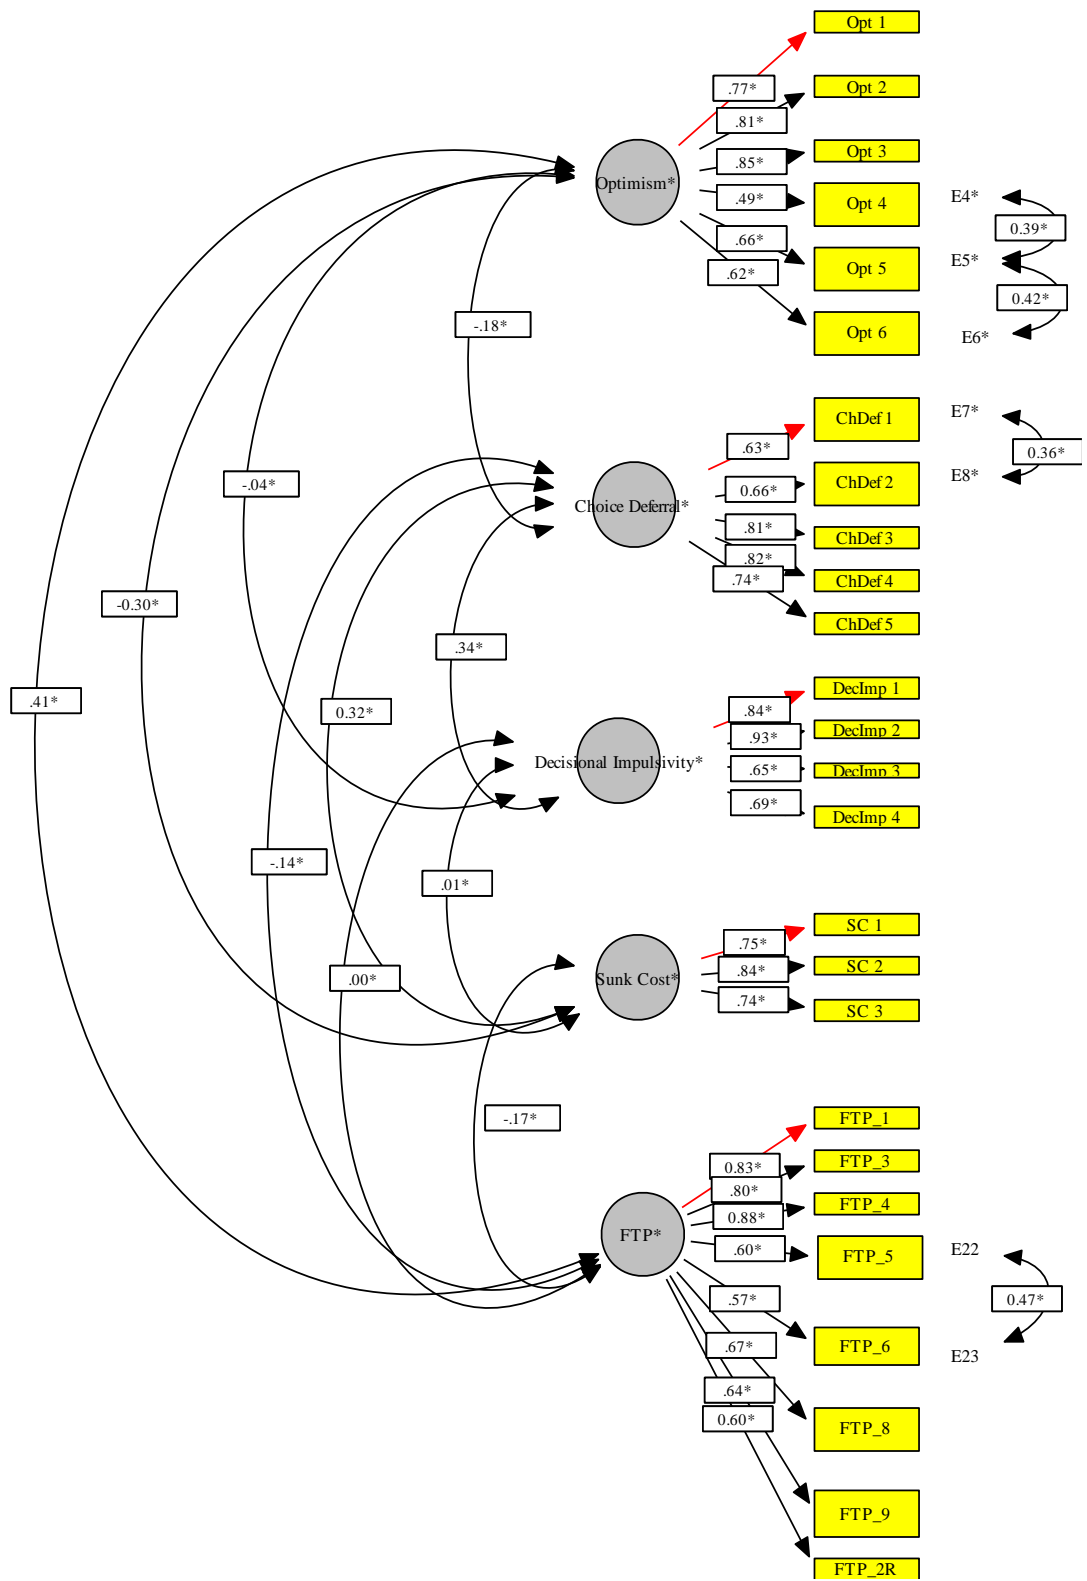 Opt 1
.77*
Opt 2
.81*
Opt 3
.85*
Optimism*
Opt 4
.49*
E4*
0.39*
.66*
Opt 5
E5*
.62*
0.42*
-.18*
Opt 6
E6*
ChDef 1
E7*
.63*
0.36*
-.04*
0.66*
ChDef 2
E8*
Choice Deferral*
.81*
ChDef 3
.82*
ChDef 4
.74*
-0.30*
ChDef 5
.34*
DecImp 1
.41*
0.32*
.84*
DecImp 2
.93*
Decisional Impulsivity*
.65*
DecImp 3
.69*
DecImp 4
-.14*
.01*
SC 1
.75*
.00*
Sunk Cost*
.84*
SC 2
.74*
SC 3
-.17*
FTP_1
0.83*
FTP_3
.80*
FTP_4
0.88*
FTP*
.60*
FTP_5
E22
.57*
0.47*
.67*
FTP_6
E23
.64*
0.60*
FTP_8
FTP_9
FTP_2R